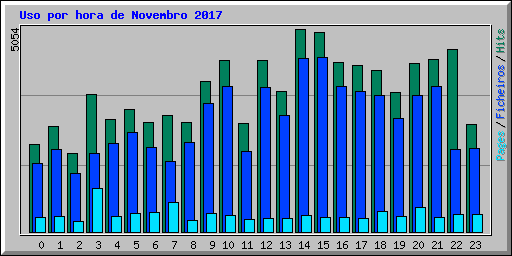 Uso por hora de Novembro 2017
5054
Pages / Ficheiros / Hits
0 1 2 3 4 5 6 7 8 9 10 11 12 13 14 15 16 17 18 19 20 21 22 23